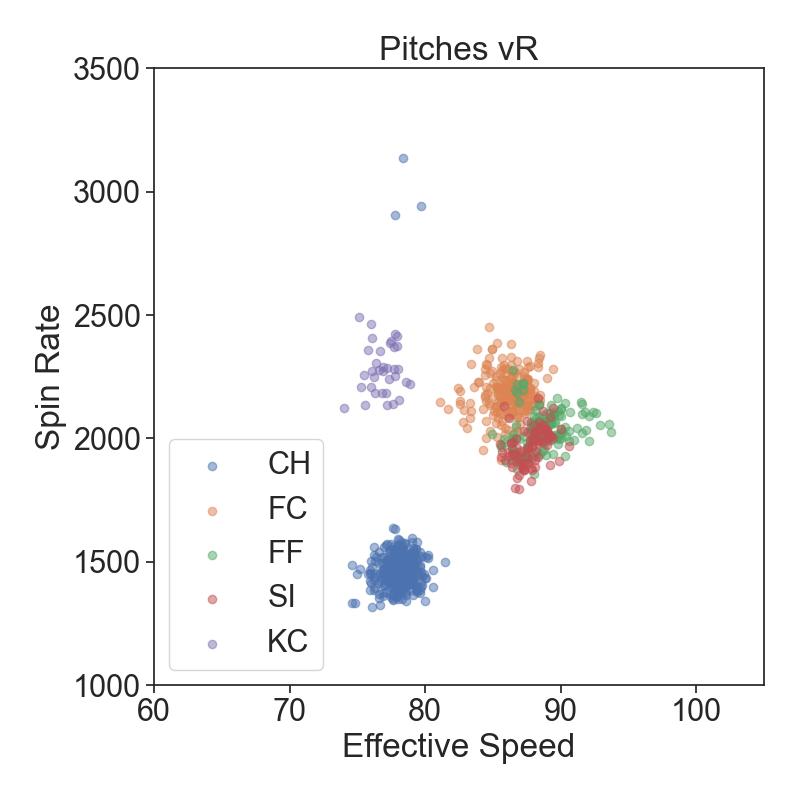 Pitches vR
3500
3000
2500
2000
1500
1000
Spin Rate
CH
FC
FF
SI
KC
60 70 80 90 100
Effective Speed